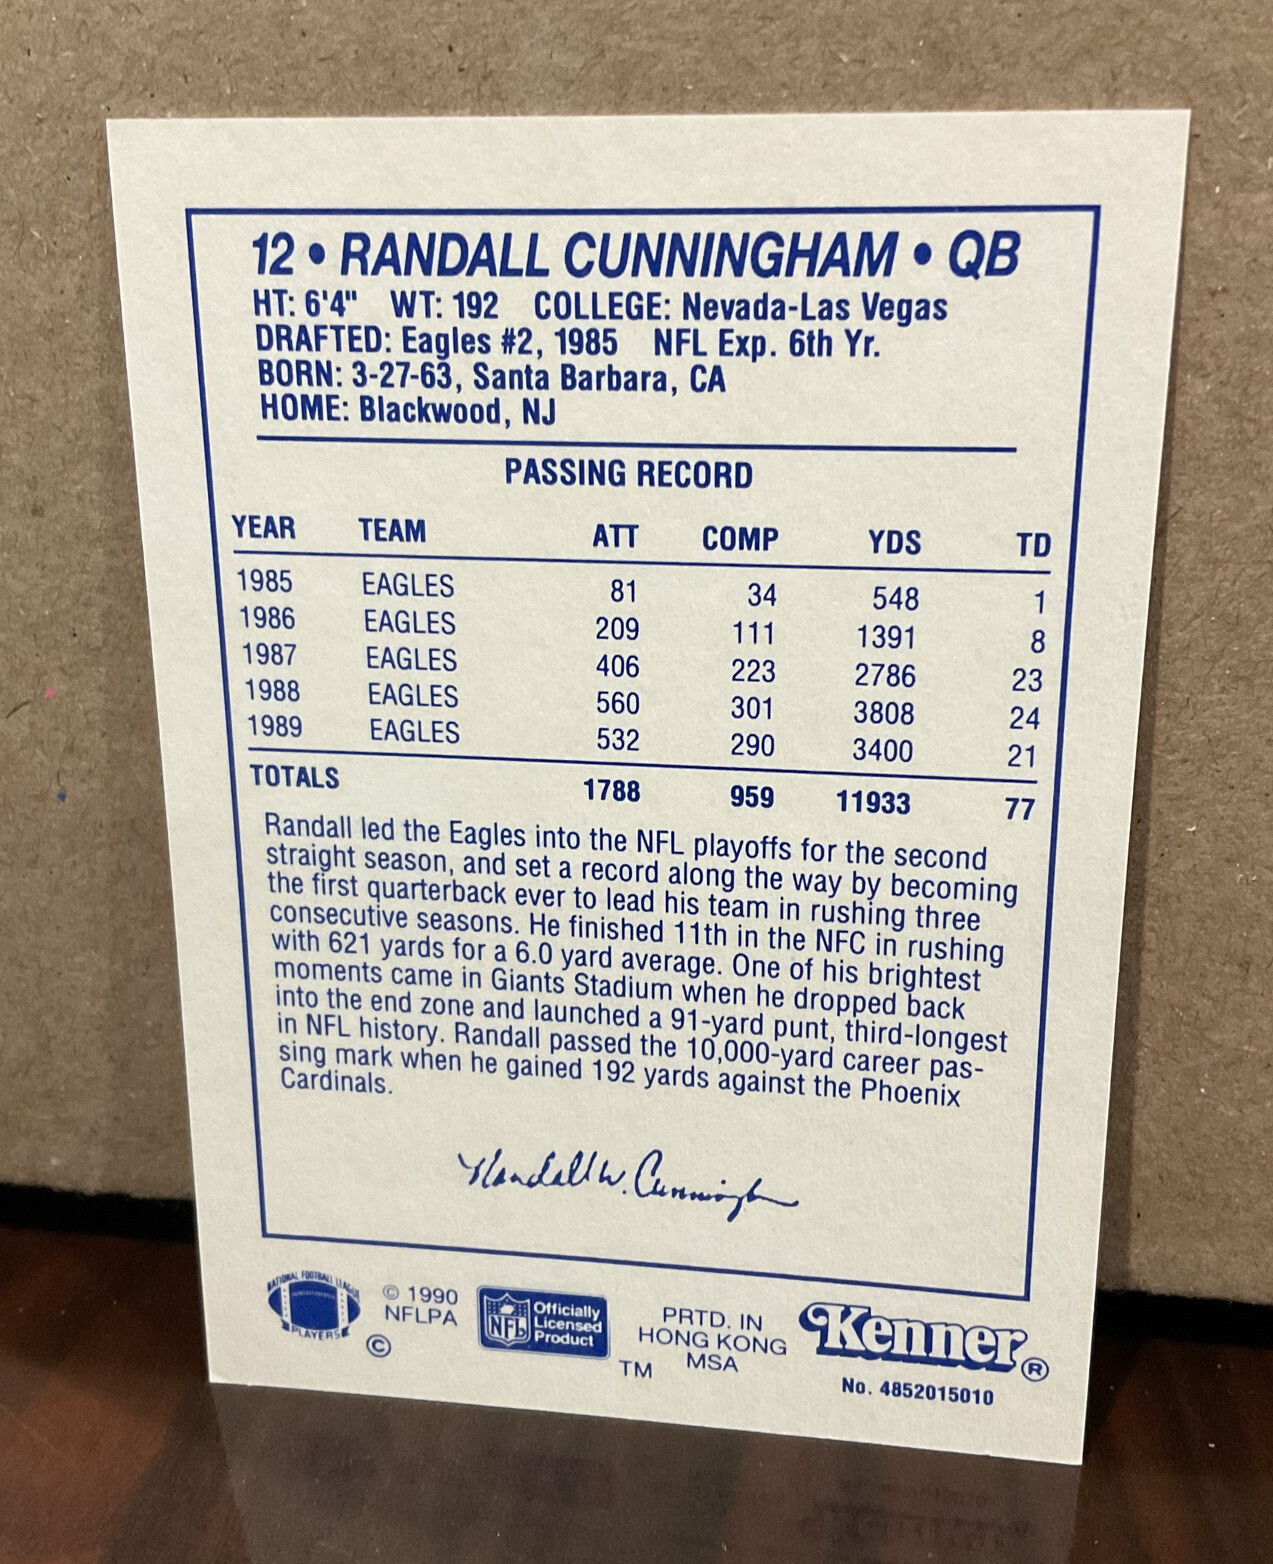 12 • RANDALL CUNNINGHAM • QB
HT: 6'4" WT: 192 COLLEGE: Nevada-Las Vegas
DRAFTED: Eagles #2, 1985 NFL Exp. 6th Yr.
BORN: 3-27-63, Santa Barbara, CA
HOME: Blackwood, NJ
PASSING RECORD
YEAR TEAM ATT COMP YDS TD
1985 EAGLES 81 34 548 1
1986 EAGLES 209 111 1391 8
1987 EAGLES 406 223 2786 23
1988 EAGLES 560 301 3808 24
1989 EAGLES 532 290 3400 21
TOTALS 1788 959 11933 77
Randall led the Eagles into the NFL playoffs for the second
straight season, and set a record along the way by becoming
the first quarterback ever to lead his team in rushing three
consecutive seasons. He finished 11th in the NFC in rushing
with 621 yards for a 6.0 yard average. One of his brightest
moments came in Giants Stadium when he dropped back
into the end zone and launched a 91-yard punt, third-longest
in NFL history. Randall passed the 10,000-yard career pas-
sing mark when he gained 192 yards against the Phoenix
Cardinals.
Randall W. Cunningham
NATIONAL FOOTBALL LEAGUE
PLAYERS
©
© 1990
NFLPA
NFL
Officially
Licensed
Product
TM
PRTD. IN
HONG KONG
MSA
Kenner®
No. 4852015010